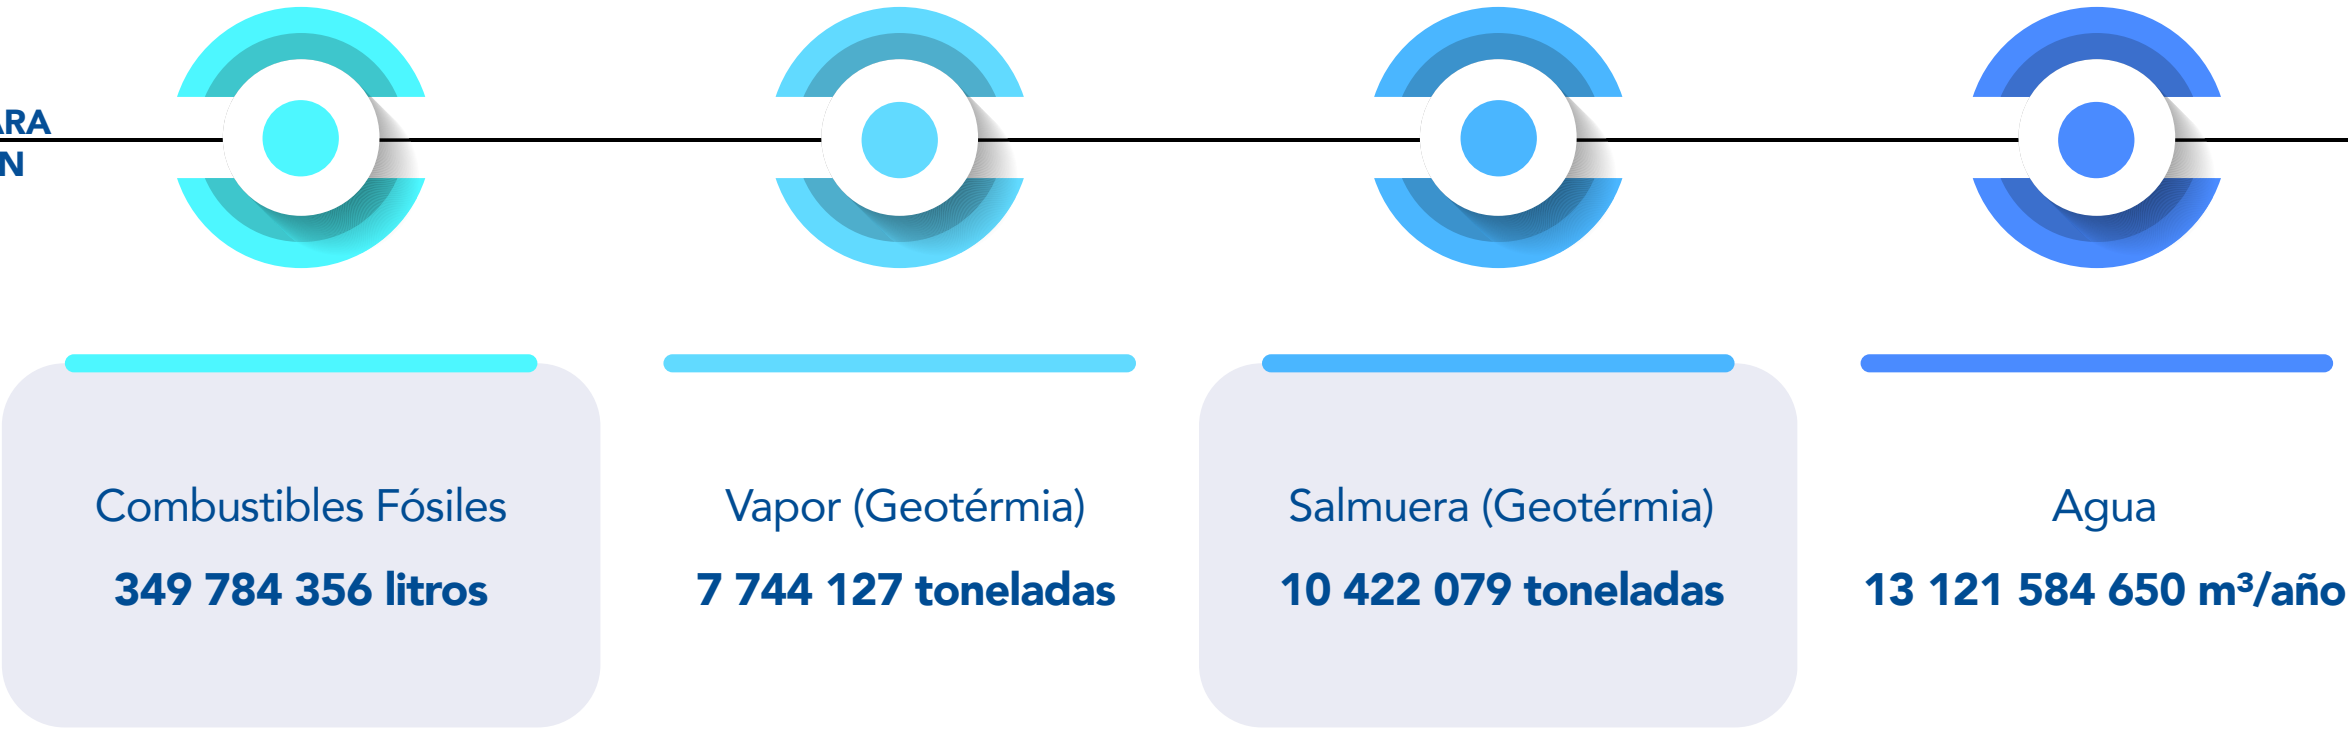 Combustibles Fósiles
349 784 356 litros
Vapor (Geotérmia)
7 744 127 toneladas
Salmuera (Geotérmia)
10 422 079 toneladas
Agua
13 121 584 650 m³/año